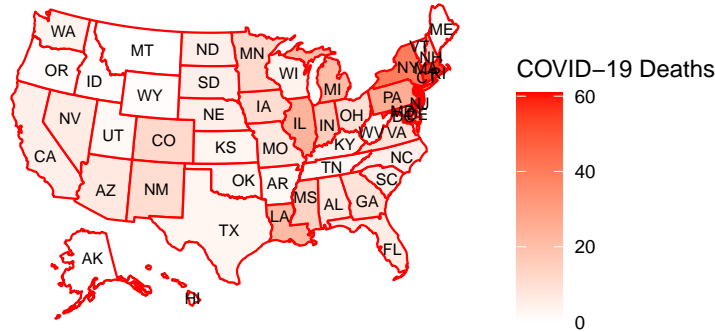 WA
ME
MT
ND
VT
MN
NH
OR
ID
WI
NY
MA
SD
MI
CT
RI
WY
IA
PA
NJ
NE
NV
OH
IL
IN
MD
DE
UT
DC
CO
WV
VA
KS
MO
KY
CA
NC
TN
OK
AZ
NM
AR
SC
MS
AL
GA
LA
TX
FL
AK
HI
COVID−19 Deaths
60
40
20
0